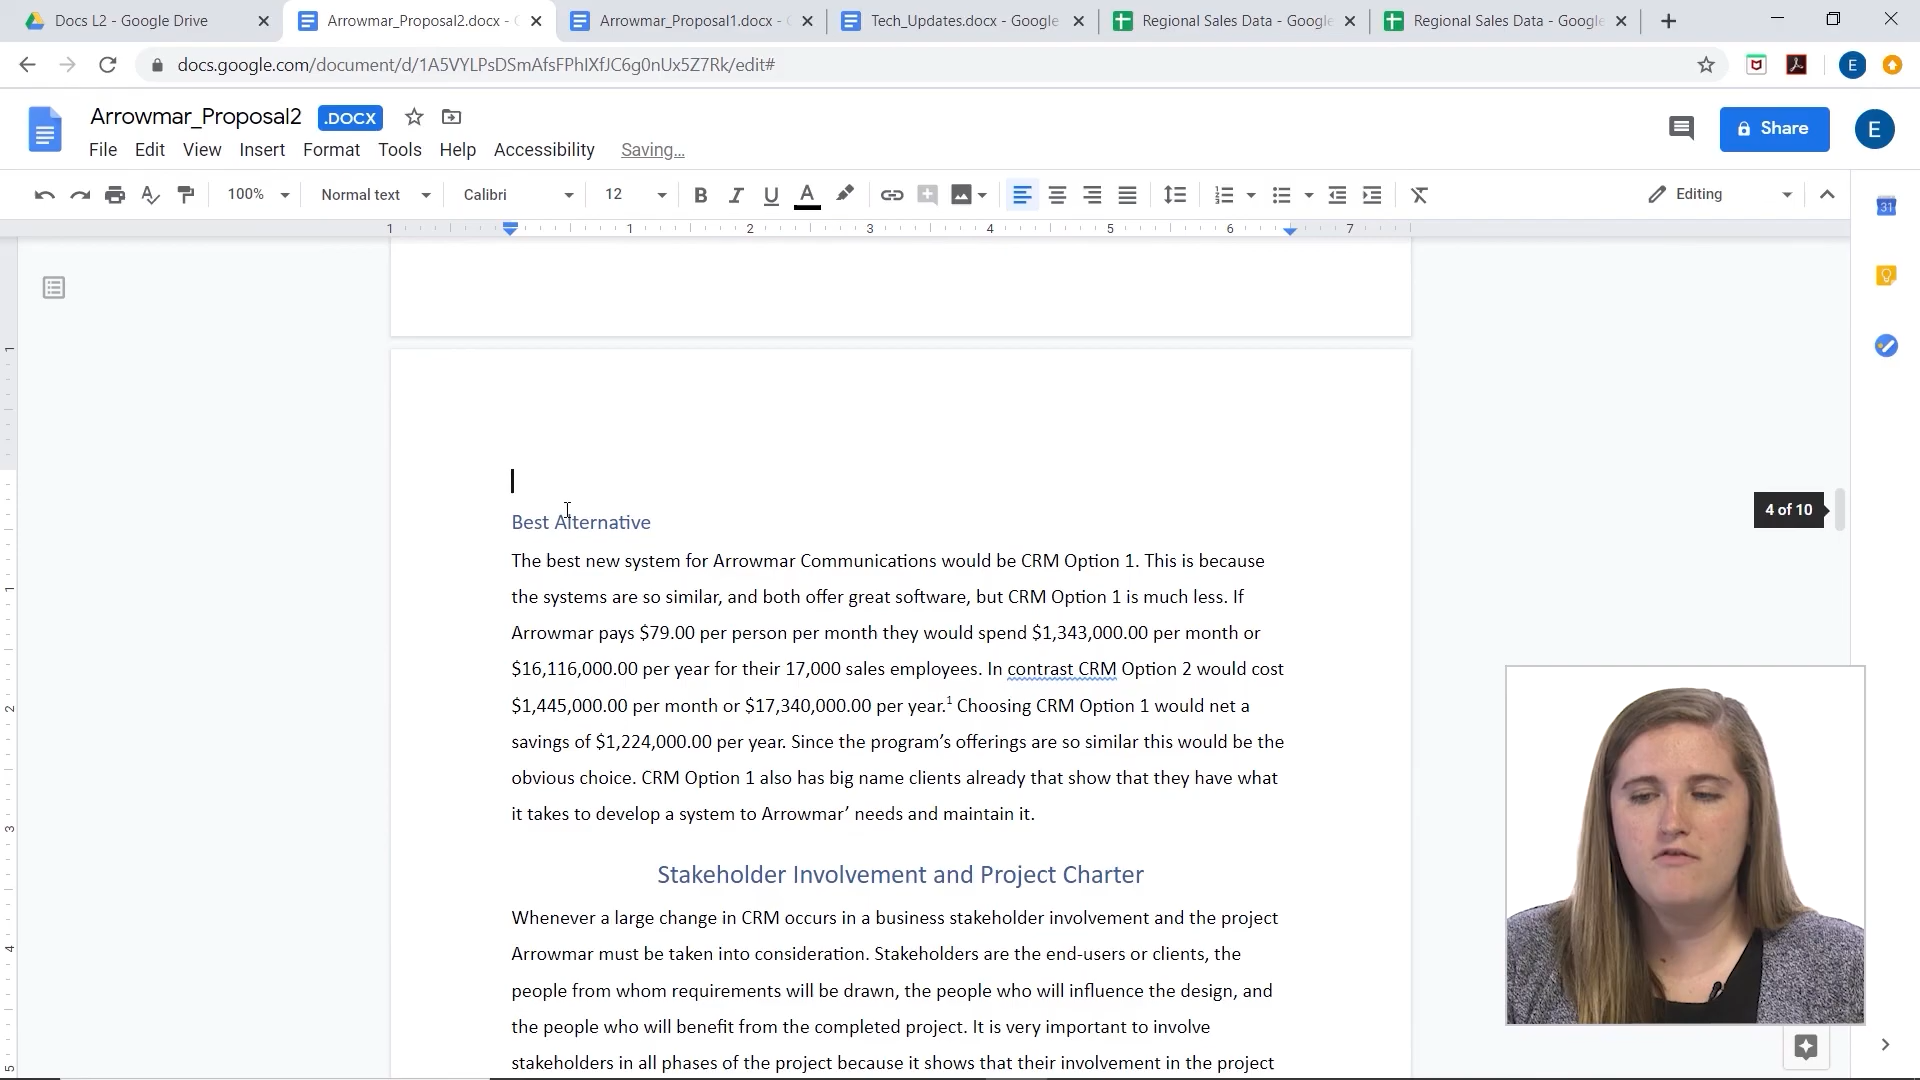 Docs L2 - Google Drive
Arrowmar_Proposal2.docx -
Arrowmar_Proposal1.docx -
Tech_Updates.docx - Google
Regional Sales Data - Google
Regional Sales Data - Google
docs.google.com/document/d/1A5VYLPsDSmAfsFPhIXfJC6g0nUx5Z7Rk/edit#
E
Arrowmar_Proposal2 .DOCX
Share
E
File Edit View Insert Format Tools Help Accessibility Saving...
100% Normal text Calibri 12 B I U A Editing
31
1 1 2 3 4 5 6 7
1
Best Alternative
4 of 10
The best new system for Arrowmar Communications would be CRM Option 1. This is because
1
the systems are so similar, and both offer great software, but CRM Option 1 is much less. If
Arrowmar pays $79.00 per person per month they would spend $1,343,000.00 per month or
$16,116,000.00 per year for their 17,000 sales employees. In contrast CRM Option 2 would cost
2
$1,445,000.00 per month or $17,340,000.00 per year.¹ Choosing CRM Option 1 would net a
savings of $1,224,000.00 per year. Since the program’s offerings are so similar this would be the
obvious choice. CRM Option 1 also has big name clients already that show that they have what
3
it takes to develop a system to Arrowmar’ needs and maintain it.
Stakeholder Involvement and Project Charter
Whenever a large change in CRM occurs in a business stakeholder involvement and the project
4
Arrowmar must be taken into consideration. Stakeholders are the end-users or clients, the
people from whom requirements will be drawn, the people who will influence the design, and
the people who will benefit from the completed project. It is very important to involve
5
stakeholders in all phases of the project because it shows that their involvement in the project